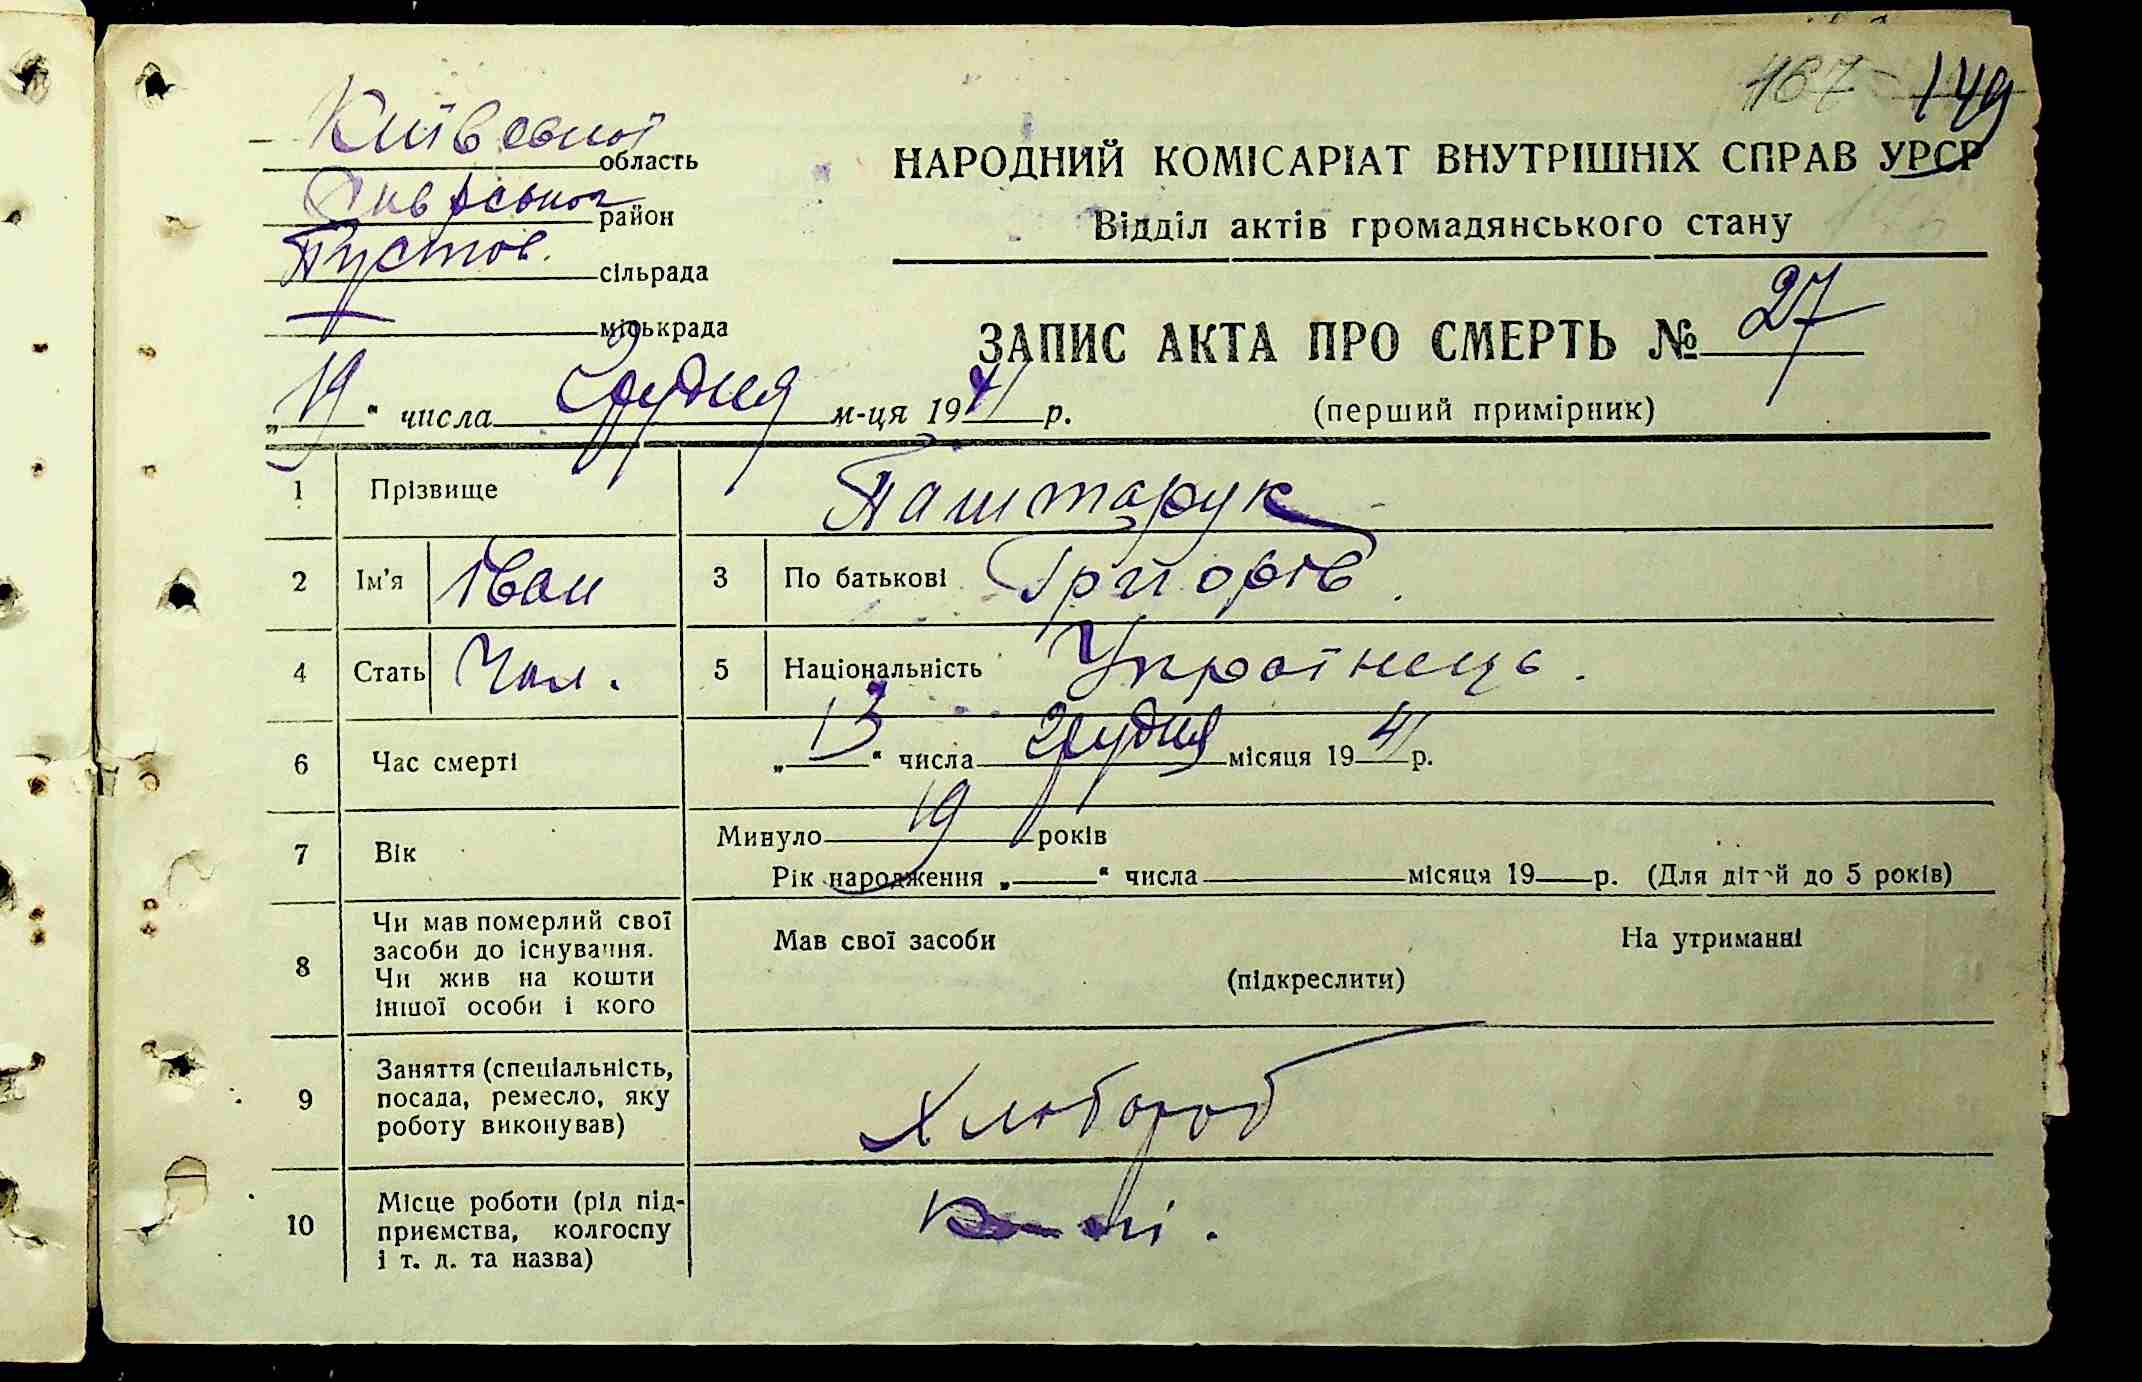 167 149
Київської область
Сквирської район
Пустов. сільрада
міськрада
НАРОДНИЙ КОМІСАРІАТ ВНУТРІШНІХ СПРАВ УРСР
Відділ актів громадянського стану
ЗАПИС АКТА ПРО СМЕРТЬ № 27
(перший примірник)
„19“ числа Грудня м-ця 1941 р.
1 Прізвище Паштарук
2 Ім'я Іван 3 По батькові Григорів.
4 Стать Чол. 5 Національність Українець.
6 Час смерті „13“ числа Грудня місяця 1941 р.
7 Вік Минуло 19 років
Рік народження „ “ числа місяця 19 р. (Для дітей до 5 років)
8 Чи мав померлий свої
засоби до існування.
Чи жив на кошти
іншої особи і кого
Мав свої засоби На утриманні
(підкреслити)
9 Заняття (спеціальність,
посада, ремесло, яку
роботу виконував)
Хлібороб
10 Місце роботи (рід під-
приємства, колгоспу
і т. д. та назва)